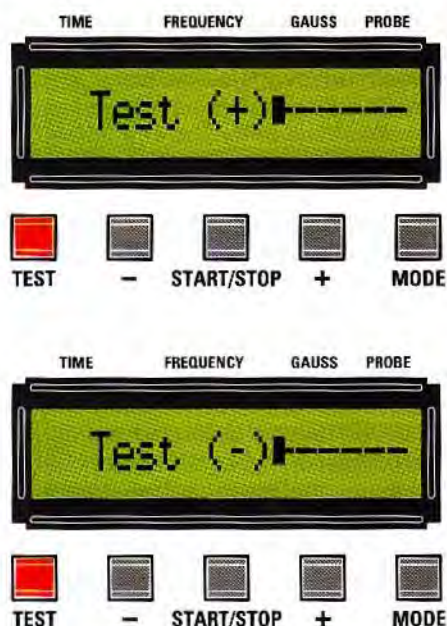 TIME FREQUENCY GAUSS PROBE
Test (+)
TEST − START/STOP + MODE
TIME FREQUENCY GAUSS PROBE
Test (-)
TEST − START/STOP + MODE